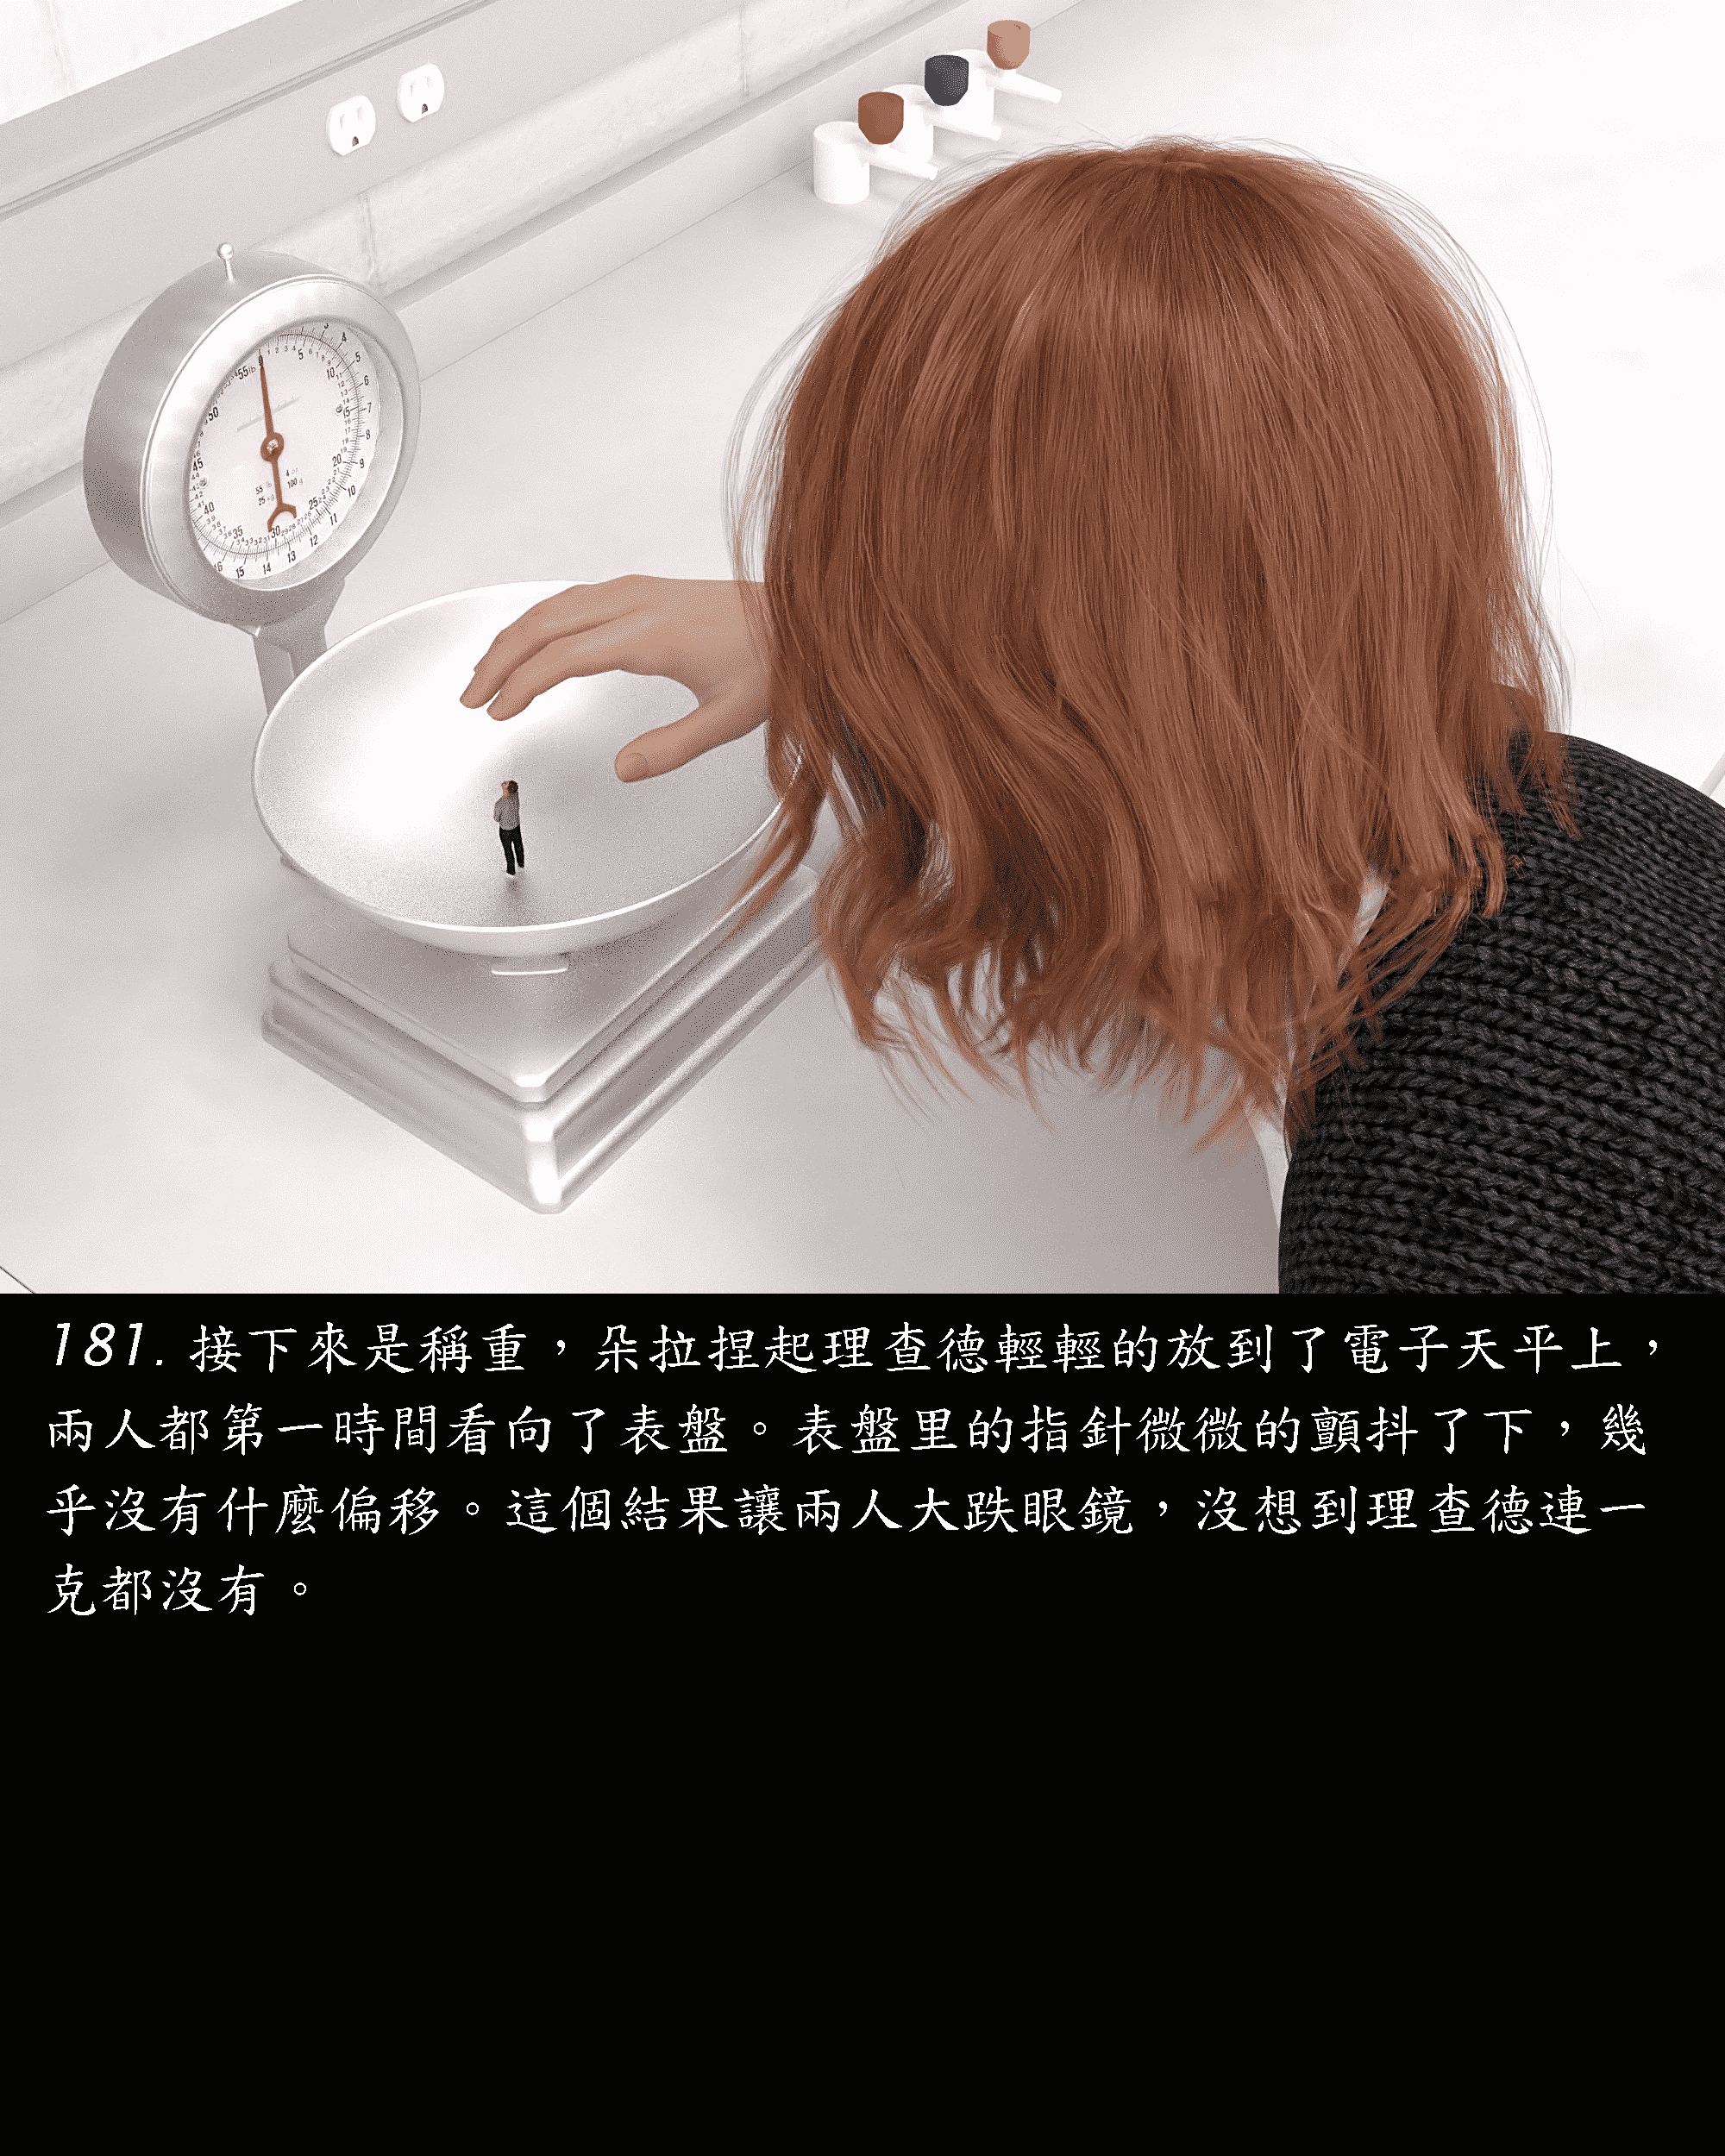 181. 接下來是稱重，朵拉捏起理查德輕輕的放到了電子天平上，
兩人都第一時間看向了表盤。表盤里的指針微微的顫抖了下，幾
乎沒有什麼偏移。這個結果讓兩人大跌眼鏡，沒想到理查德連一
克都沒有。